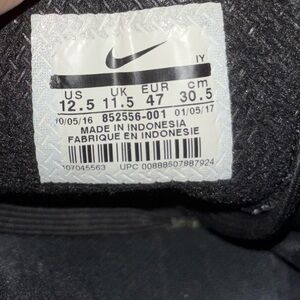 IY
US UK EUR cm
12.5 11.5 47 30.5
10/05/16 852556-001 01/05/17
MADE IN INDONESIA
FABRIQUE EN INDONESIE
UPC 00888507887924